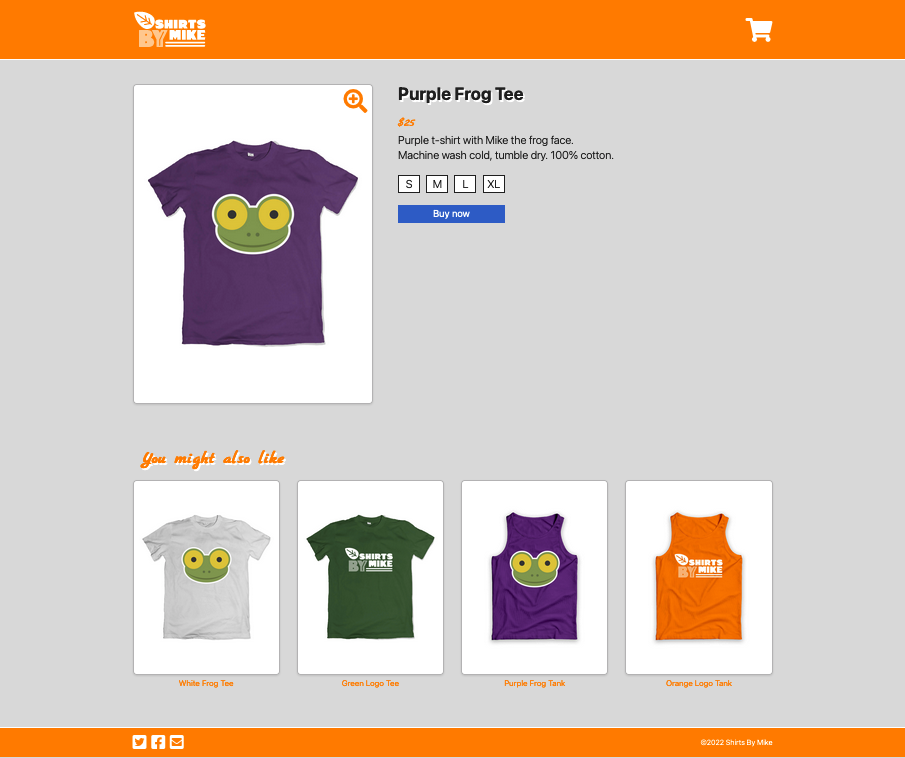 SHIRTS
BY MIKE
Purple Frog Tee
$25
Purple t-shirt with Mike the frog face.
Machine wash cold, tumble dry. 100% cotton.
S M L XL
Buy now
You might also like
SHIRTS
BY MIKE
SHIRTS
BY MIKE
White Frog Tee
Green Logo Tee
Purple Frog Tank
Orange Logo Tank
©2022 Shirts By Mike